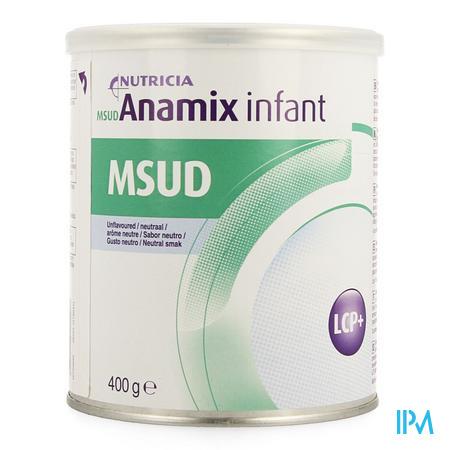 NUTRICIA
MSUD Anamix infant
MSUD
Unflavoured / neutraal /
arôme neutre / Sabor neutro /
Gusto neutro / Neutral smak
LCP+
400 g e
IPM